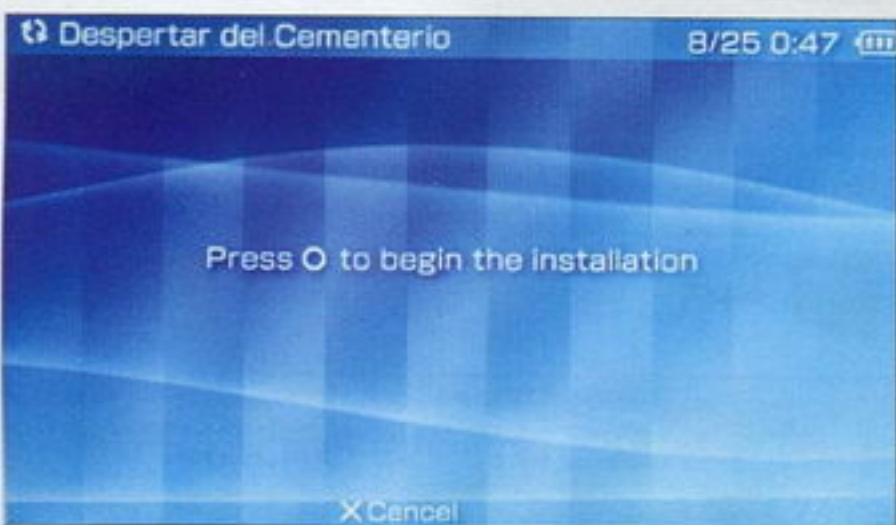 Despertar del Cementerio 8/25 0:47
Press O to begin the installation
X Cancel